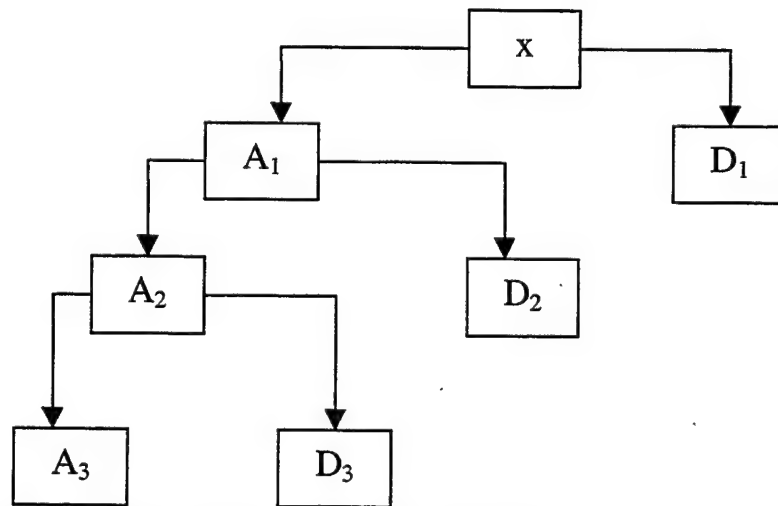 x
A₁
D₁
A₂
D₂
A₃
D₃